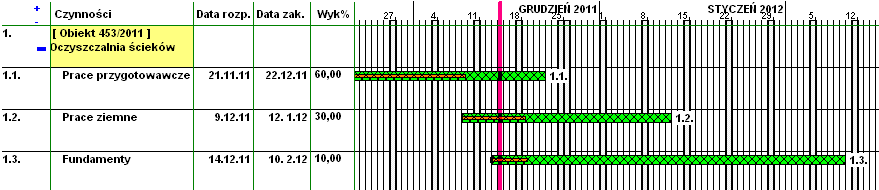 + Czynności Data rozp. Data zak. Wyk% GRUDZIEŃ 2011 STYCZEŃ 2012
- 27. 4. 11. 18. 25. 1. 8. 15. 22. 29. 5. 12.
1. [ Obiekt 453/2011 ]
Oczyszczalnia ścieków
1.1. Prace przygotowawcze 21.11.11 22.12.11 60,00 1.1.
1.2. Prace ziemne 9.12.11 12. 1.12 30,00 1.2.
1.3. Fundamenty 14.12.11 10. 2.12 10,00 1.3.